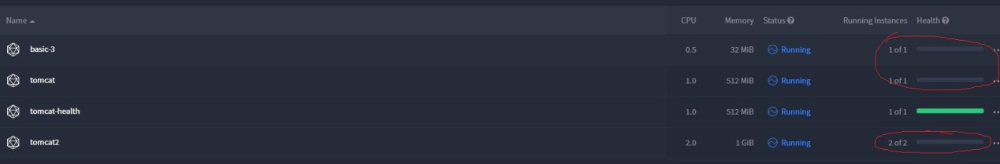 Name CPU Memory Status Running Instances Health
basic-3 0.5 32 MiB Running 1 of 1
tomcat 1.0 512 MiB Running 1 of 1
tomcat-health 1.0 512 MiB Running 1 of 1
tomcat2 2.0 1 GiB Running 2 of 2